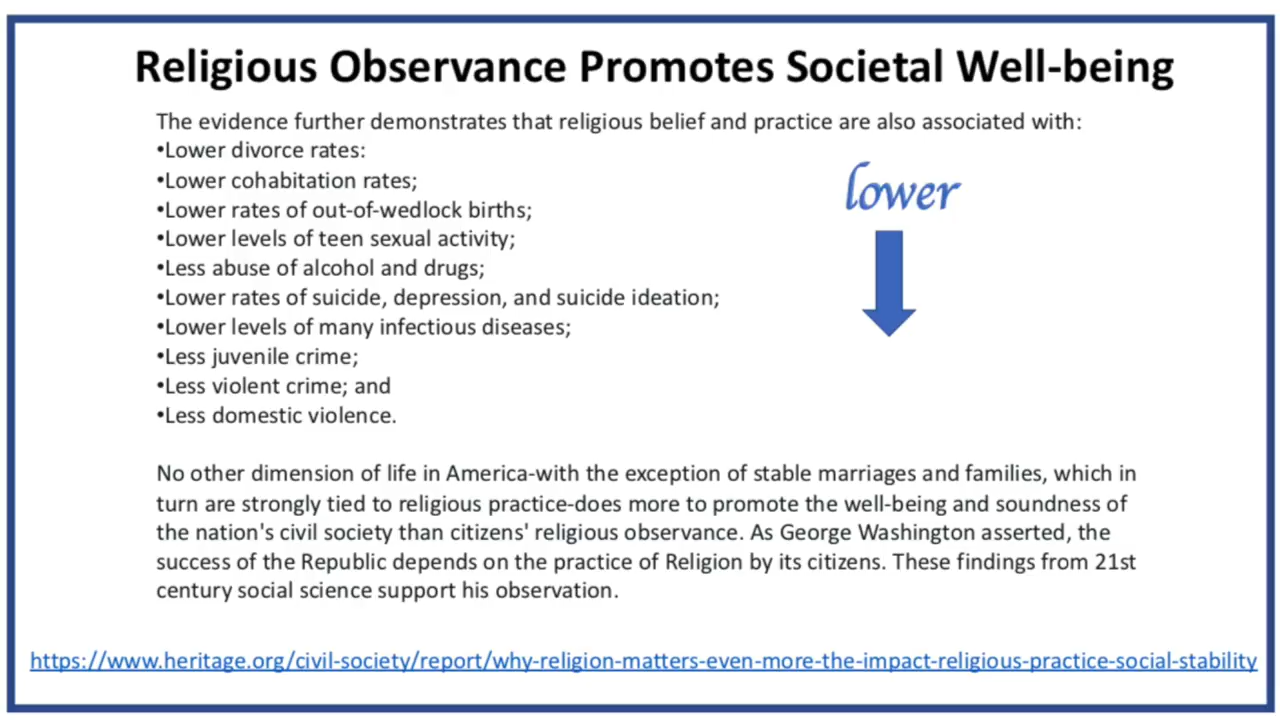 Religious Observance Promotes Societal Well-being
The evidence further demonstrates that religious belief and practice are also associated with:
•Lower divorce rates:
•Lower cohabitation rates;
•Lower rates of out-of-wedlock births;
•Lower levels of teen sexual activity;
•Less abuse of alcohol and drugs;
•Lower rates of suicide, depression, and suicide ideation;
•Lower levels of many infectious diseases;
•Less juvenile crime;
•Less violent crime; and
•Less domestic violence.
lower
No other dimension of life in America-with the exception of stable marriages and families, which in
turn are strongly tied to religious practice-does more to promote the well-being and soundness of
the nation's civil society than citizens' religious observance. As George Washington asserted, the
success of the Republic depends on the practice of Religion by its citizens. These findings from 21st
century social science support his observation.
https://www.heritage.org/civil-society/report/why-religion-matters-even-more-the-impact-religious-practice-social-stability